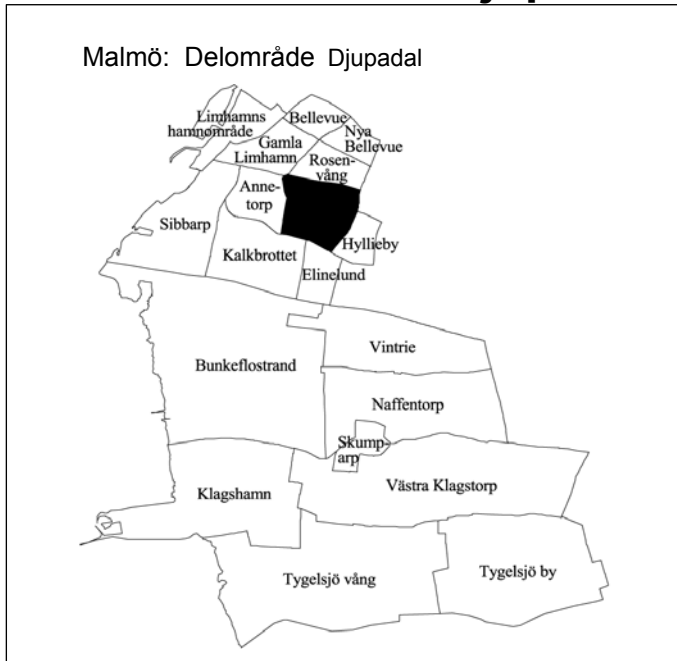 Malmö: Delområde Djupadal
Limhamns
hamnområde
Bellevue
Nya
Bellevue
Gamla
Limhamn
Rosen-
vång
Anne-
torp
Sibbarp
Hyllieby
Kalkbrottet
Elinelund
Vintrie
Bunkeflostrand
Naffentorp
Skump-
arp
Klagshamn
Västra Klagstorp
Tygelsjö vång
Tygelsjö by